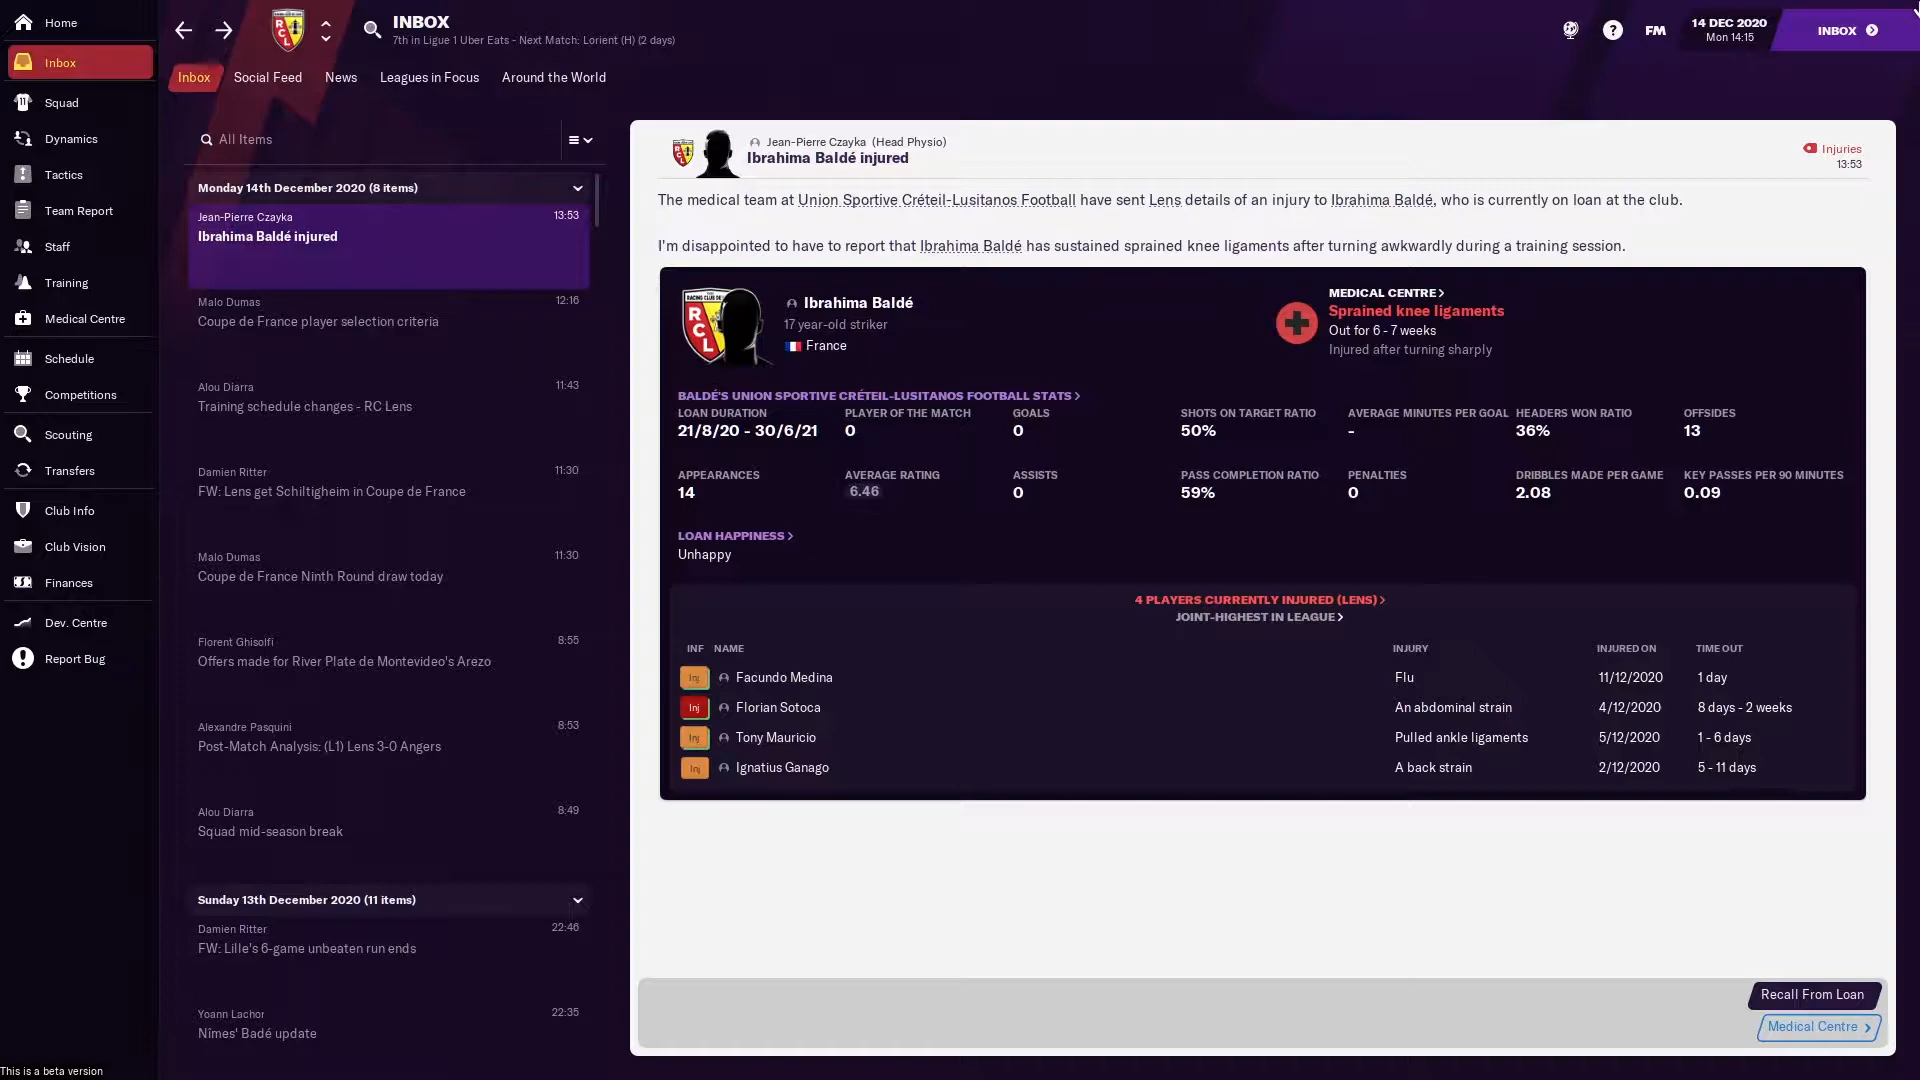 Home
Inbox
Squad
Dynamics
Tactics
Team Report
Staff
Training
Medical Centre
Schedule
Competitions
Scouting
Transfers
Club Info
Club Vision
Finances
Dev. Centre
Report Bug
This is a beta version
INBOX
7th in Ligue 1 Uber Eats - Next Match: Lorient (H) (2 days)
FM
14 DEC 2020
Mon 14:15
INBOX
Inbox Social Feed News Leagues in Focus Around the World
All Items
Monday 14th December 2020 (8 items)
Jean-Pierre Czayka 13:53
Ibrahima Baldé injured
Malo Dumas 12:16
Coupe de France player selection criteria
Alou Diarra 11:43
Training schedule changes - RC Lens
Damien Ritter 11:30
FW: Lens get Schiltigheim in Coupe de France
Malo Dumas 11:30
Coupe de France Ninth Round draw today
Florent Ghisolfi 8:55
Offers made for River Plate de Montevideo's Arezo
Alexandre Pasquini 8:53
Post-Match Analysis: (L1) Lens 3-0 Angers
Alou Diarra 8:49
Squad mid-season break
Sunday 13th December 2020 (11 items)
Damien Ritter 22:46
FW: Lille's 6-game unbeaten run ends
Yoann Lachor 22:35
Nîmes' Badé update
Jean-Pierre Czayka (Head Physio)
Ibrahima Baldé injured
Injuries
13:53
The medical team at Union Sportive Créteil-Lusitanos Football have sent Lens details of an injury to Ibrahima Baldé, who is currently on loan at the club.
I'm disappointed to have to report that Ibrahima Baldé has sustained sprained knee ligaments after turning awkwardly during a training session.
Ibrahima Baldé
17 year-old striker
France
MEDICAL CENTRE
Sprained knee ligaments
Out for 6 - 7 weeks
Injured after turning sharply
BALDÉ'S UNION SPORTIVE CRÉTEIL-LUSITANOS FOOTBALL STATS
LOAN DURATION PLAYER OF THE MATCH GOALS SHOTS ON TARGET RATIO AVERAGE MINUTES PER GOAL HEADERS WON RATIO OFFSIDES
21/8/20 - 30/6/21 0 0 50% - 36% 13
APPEARANCES AVERAGE RATING ASSISTS PASS COMPLETION RATIO PENALTIES DRIBBLES MADE PER GAME KEY PASSES PER 90 MINUTES
14 6.46 0 59% 0 2.08 0.09
LOAN HAPPINESS
Unhappy
4 PLAYERS CURRENTLY INJURED (LENS)
JOINT-HIGHEST IN LEAGUE
INF NAME INJURY INJURED ON TIME OUT
Inj Facundo Medina Flu 11/12/2020 1 day
Inj Florian Sotoca An abdominal strain 4/12/2020 8 days - 2 weeks
Inj Tony Mauricio Pulled ankle ligaments 5/12/2020 1 - 6 days
Inj Ignatius Ganago A back strain 2/12/2020 5 - 11 days
Recall From Loan
Medical Centre